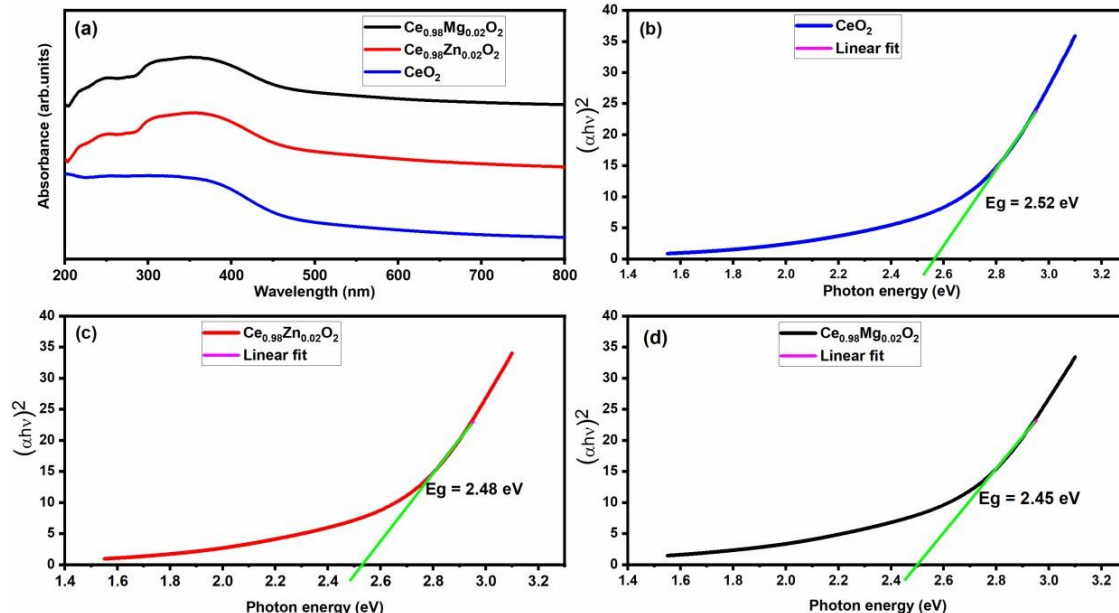 (a)
Ce0.98Mg0.02O2
Ce0.98Zn0.02O2
CeO2
Absorbance (arb.units)
200 300 400 500 600 700 800
Wavelength (nm)
(b)
CeO2
Linear fit
40
35
30
25
20
15
10
5
0
(αhν)2
Eg = 2.52 eV
1.4 1.6 1.8 2.0 2.2 2.4 2.6 2.8 3.0 3.2
Photon energy (eV)
(c)
Ce0.98Zn0.02O2
Linear fit
40
35
30
25
20
15
10
5
0
(αhν)2
Eg = 2.48 eV
1.4 1.6 1.8 2.0 2.2 2.4 2.6 2.8 3.0 3.2
Photon energy (eV)
(d)
Ce0.98Mg0.02O2
Linear fit
40
35
30
25
20
15
10
5
0
(αhν)2
Eg = 2.45 eV
1.4 1.6 1.8 2.0 2.2 2.4 2.6 2.8 3.0 3.2
Photon energy (eV)